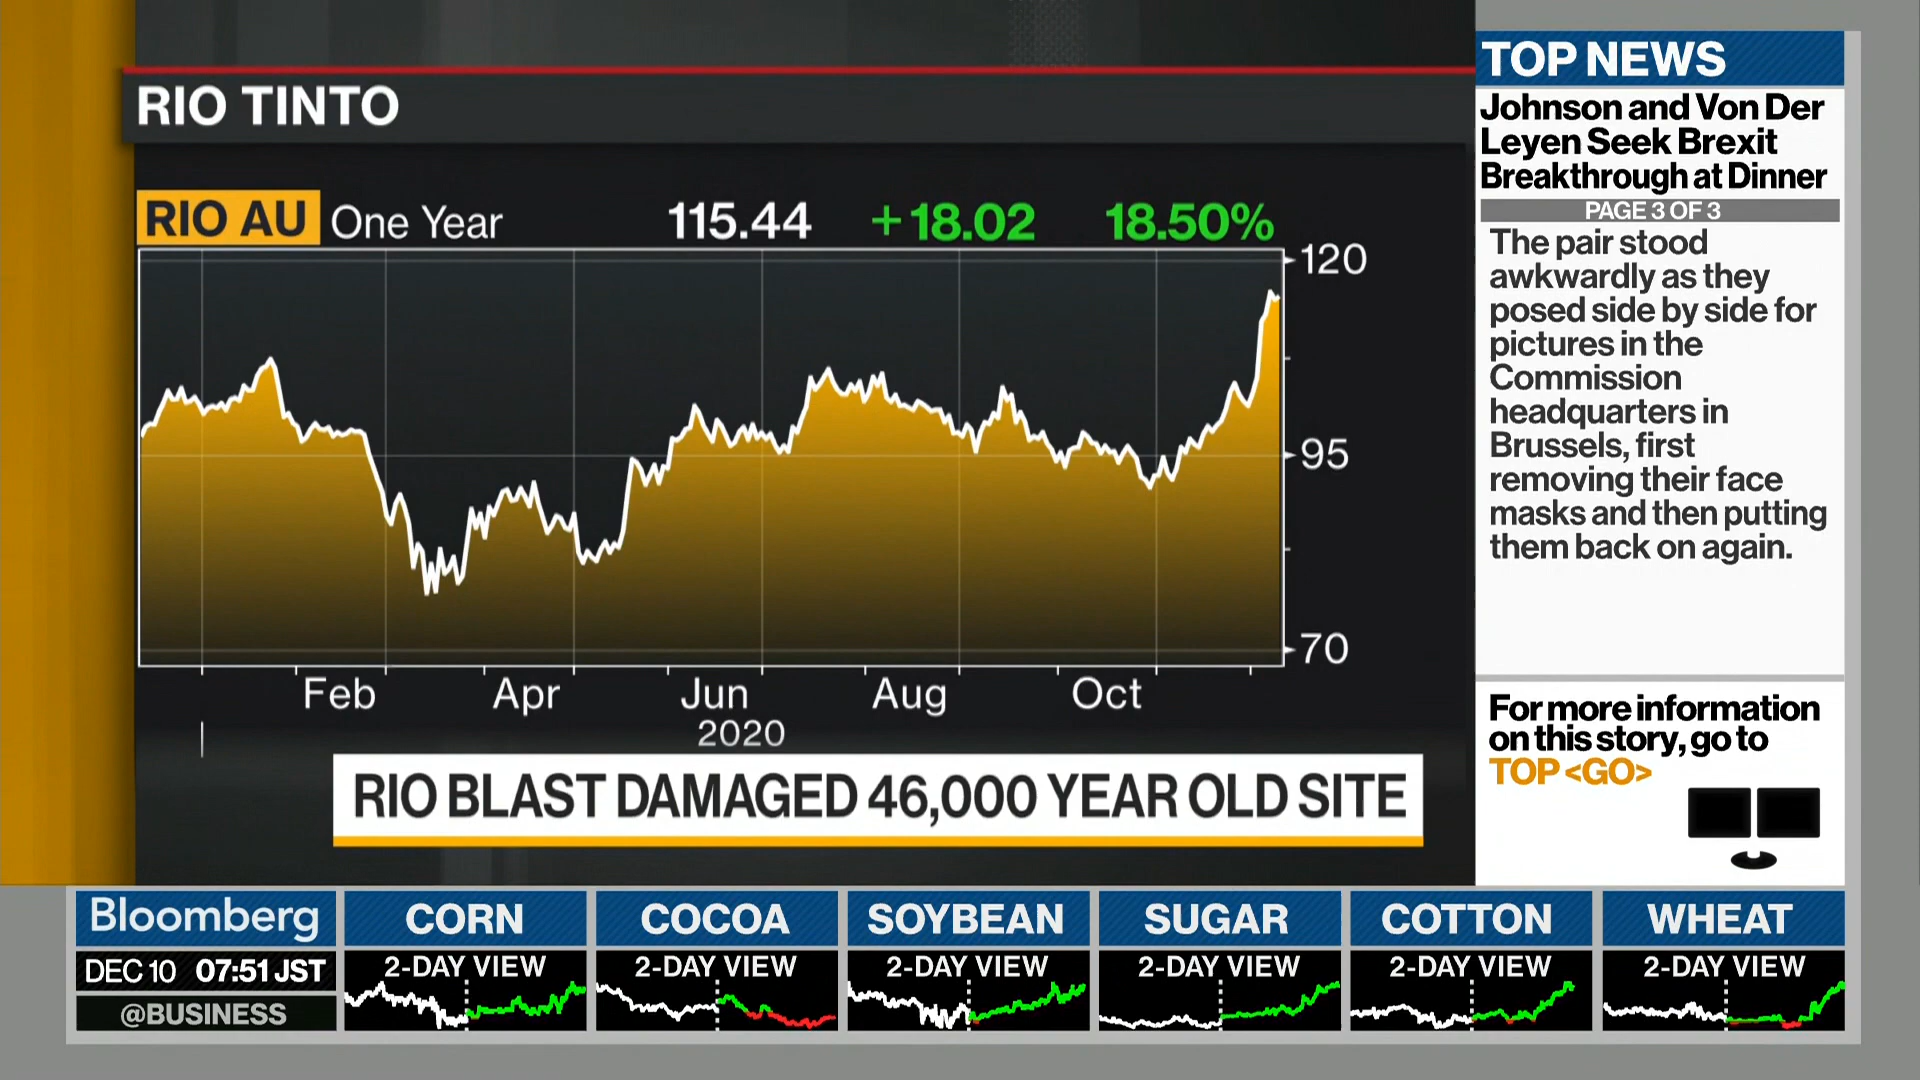 RIO TINTO
RIO AU One Year 115.44 +18.02 18.50%
120
95
70
Feb Apr Jun Aug Oct
2020
RIO BLAST DAMAGED 46,000 YEAR OLD SITE
TOP NEWS
Johnson and Von Der
Leyen Seek Brexit
Breakthrough at Dinner
PAGE 3 OF 3
The pair stood
awkwardly as they
posed side by side for
pictures in the
Commission
headquarters in
Brussels, first
removing their face
masks and then putting
them back on again.
For more information
on this story, go to
TOP <GO>
Bloomberg
DEC 10 07:51 JST
@BUSINESS
CORN
2-DAY VIEW
COCOA
2-DAY VIEW
SOYBEAN
2-DAY VIEW
SUGAR
2-DAY VIEW
COTTON
2-DAY VIEW
WHEAT
2-DAY VIEW